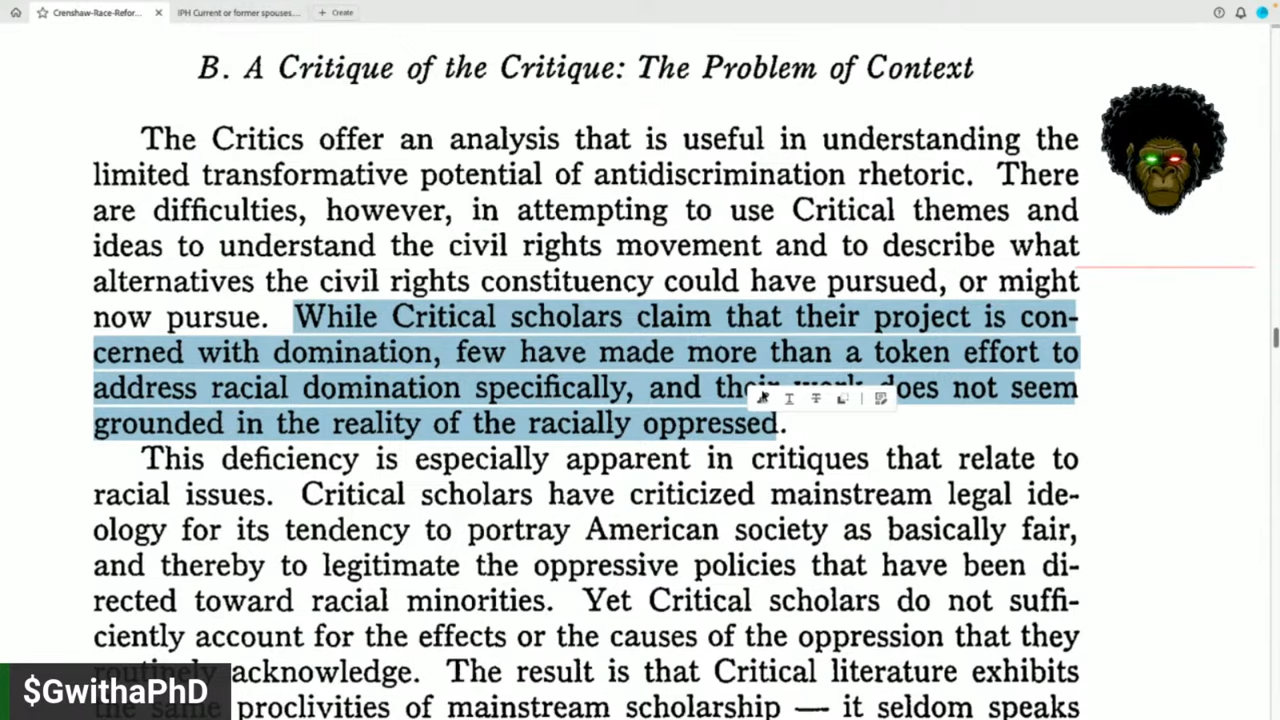 Crenshaw-Race-Refor...
IPH Current or former spouses....
+ Create
B. A Critique of the Critique: The Problem of Context
The Critics offer an analysis that is useful in understanding the
limited transformative potential of antidiscrimination rhetoric. There
are difficulties, however, in attempting to use Critical themes and
ideas to understand the civil rights movement and to describe what
alternatives the civil rights constituency could have pursued, or might
now pursue. While Critical scholars claim that their project is con-
cerned with domination, few have made more than a token effort to
address racial domination specifically, and their work does not seem
grounded in the reality of the racially oppressed.
This deficiency is especially apparent in critiques that relate to
racial issues. Critical scholars have criticized mainstream legal ide-
ology for its tendency to portray American society as basically fair,
and thereby to legitimate the oppressive policies that have been di-
rected toward racial minorities. Yet Critical scholars do not suffi-
ciently account for the effects or the causes of the oppression that they
routinely acknowledge. The result is that Critical literature exhibits
the same proclivities of mainstream scholarship — it seldom speaks
$GwithaPhD